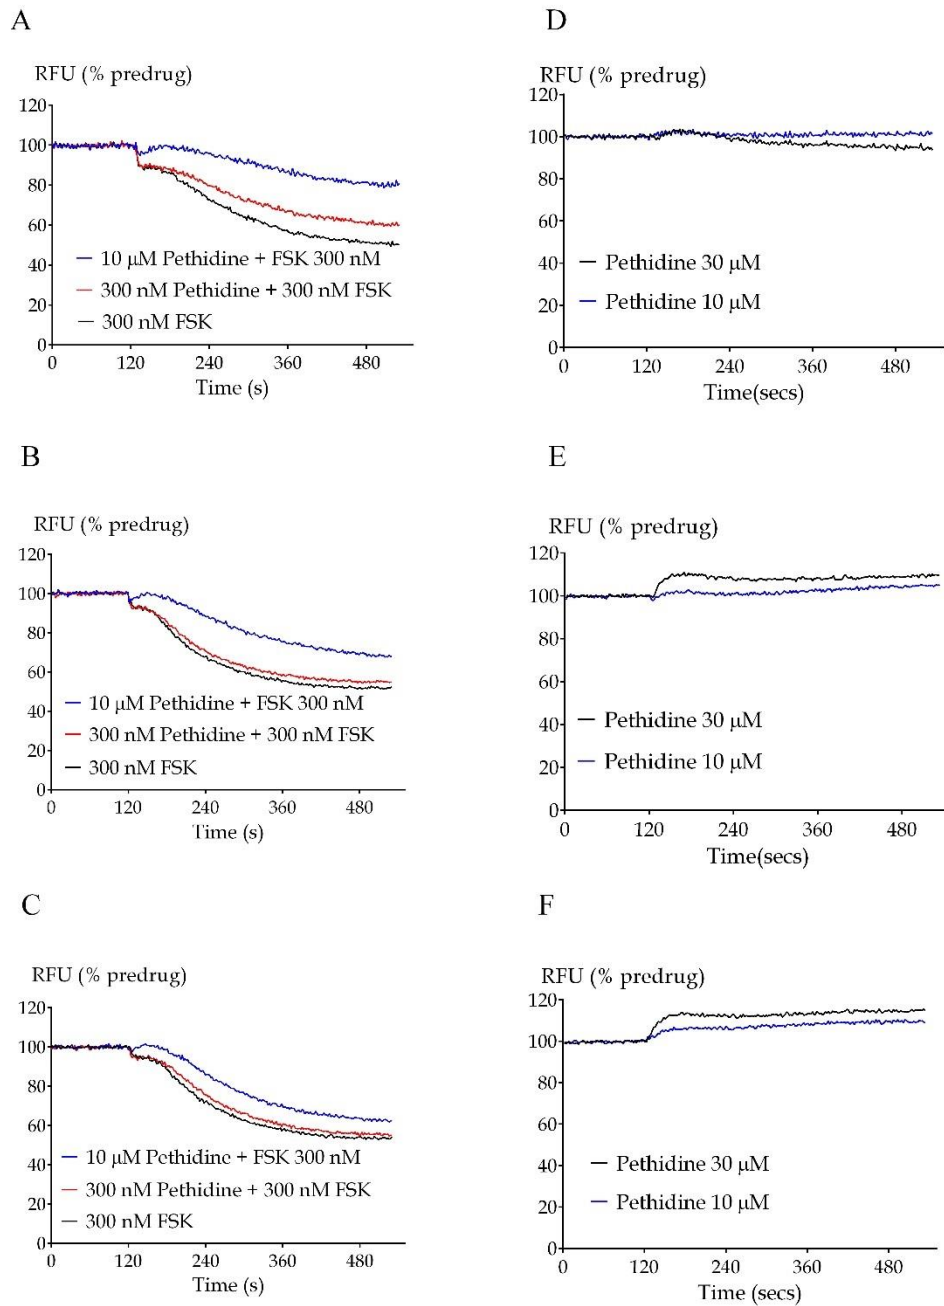 A
RFU (% predrug)
120
100
80
60
40
20
0
0 120 240 360 480
Time (s)
10 μM Pethidine + FSK 300 nM
300 nM Pethidine + 300 nM FSK
300 nM FSK
D
RFU (% predrug)
120
100
80
60
40
20
0
0 120 240 360 480
Time(secs)
Pethidine 30 μM
Pethidine 10 μM
B
RFU (% predrug)
120
100
80
60
40
20
0
0 120 240 360 480
Time (s)
10 μM Pethidine + FSK 300 nM
300 nM Pethidine + 300 nM FSK
300 nM FSK
E
RFU (% predrug)
120
100
80
60
40
20
0
0 120 240 360 480
Time(secs)
Pethidine 30 μM
Pethidine 10 μM
C
RFU (% predrug)
120
100
80
60
40
20
0
0 120 240 360 480
Time (s)
10 μM Pethidine + FSK 300 nM
300 nM Pethidine + 300 nM FSK
300 nM FSK
F
RFU (% predrug)
120
100
80
60
40
20
0
0 120 240 360 480
Time (secs)
Pethidine 30 μM
Pethidine 10 μM